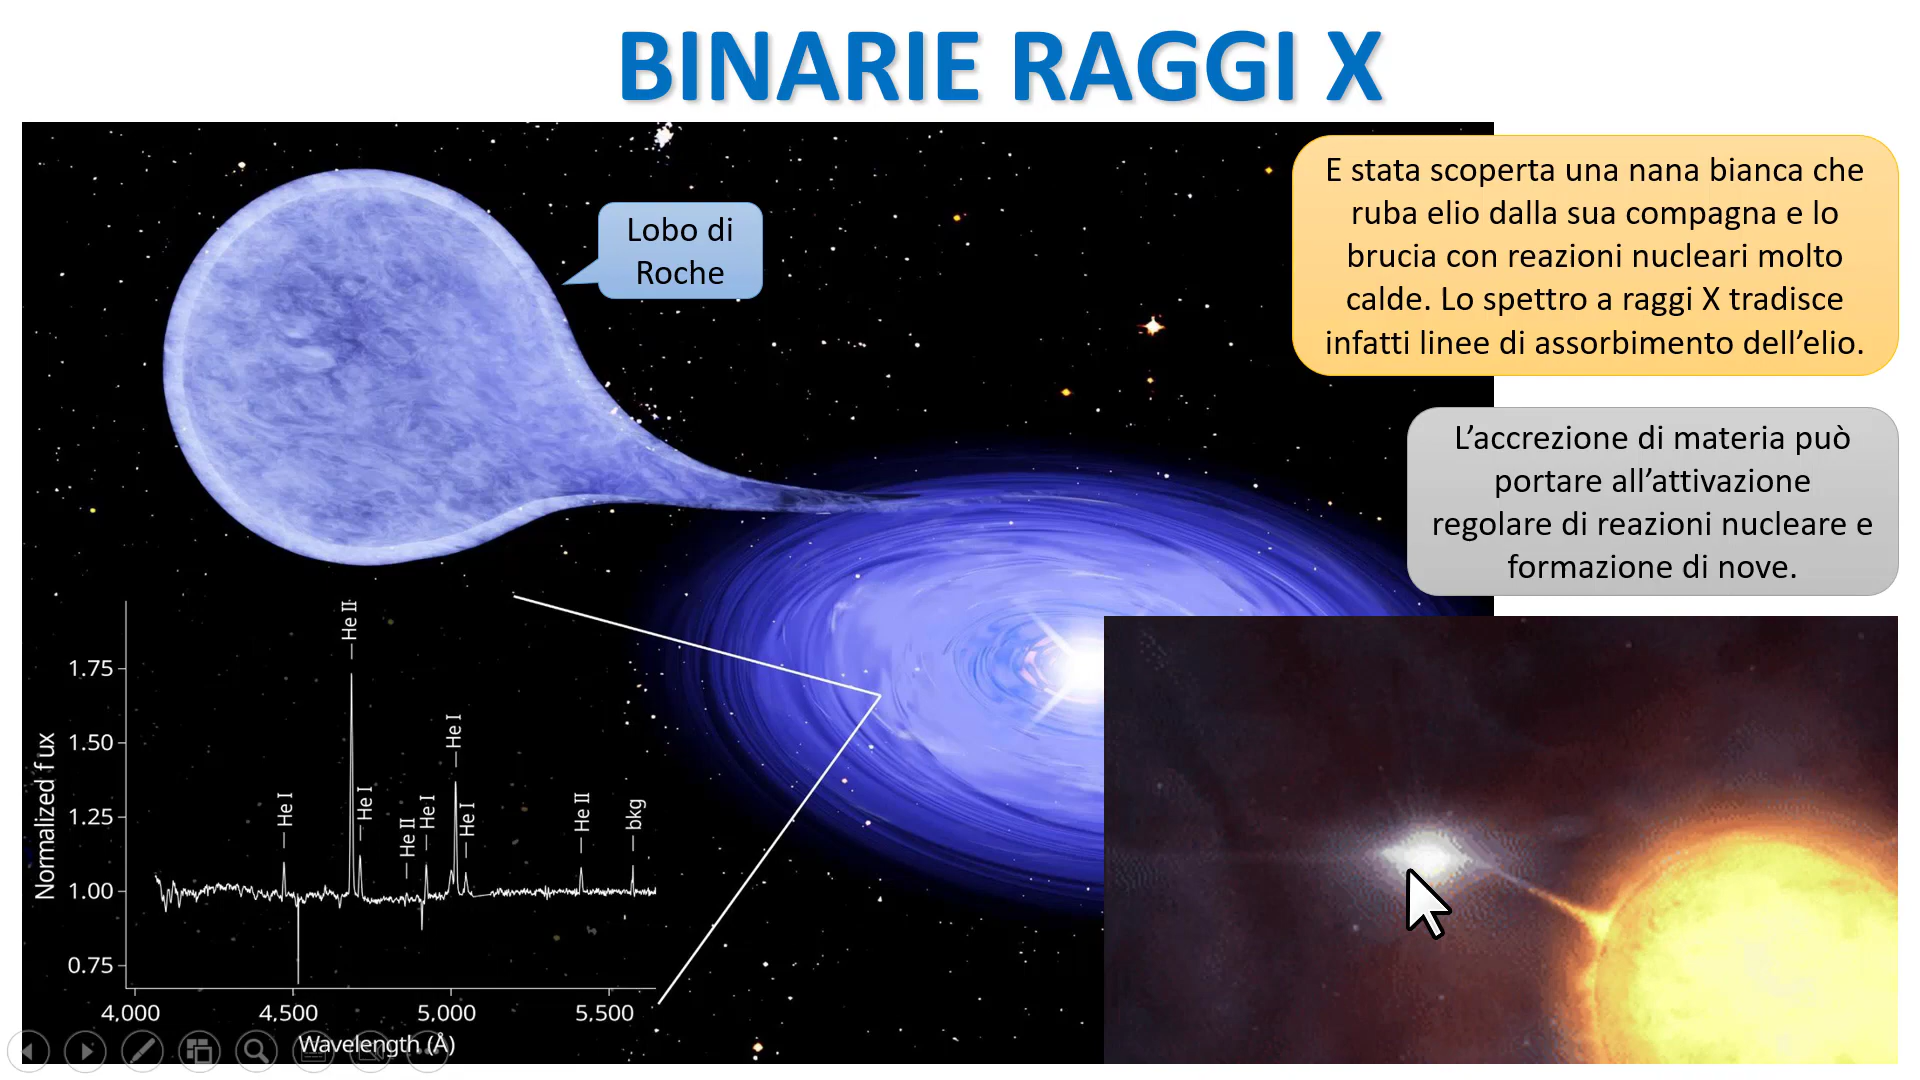 BINARIE RAGGI X
E stata scoperta una nana bianca che
ruba elio dalla sua compagna e lo
brucia con reazioni nucleari molto
calde. Lo spettro a raggi X tradisce
infatti linee di assorbimento dell’elio.
Lobo di
Roche
L’accrezione di materia può
portare all’attivazione
regolare di reazioni nucleare e
formazione di nove.
Normalized f ux
1.75
1.50
1.25
1.00
0.75
He I
He II
He I
He II
He I
He I
He I
He II
bkg
4,000
4,500
5,000
5,500
Wavelength (Å)